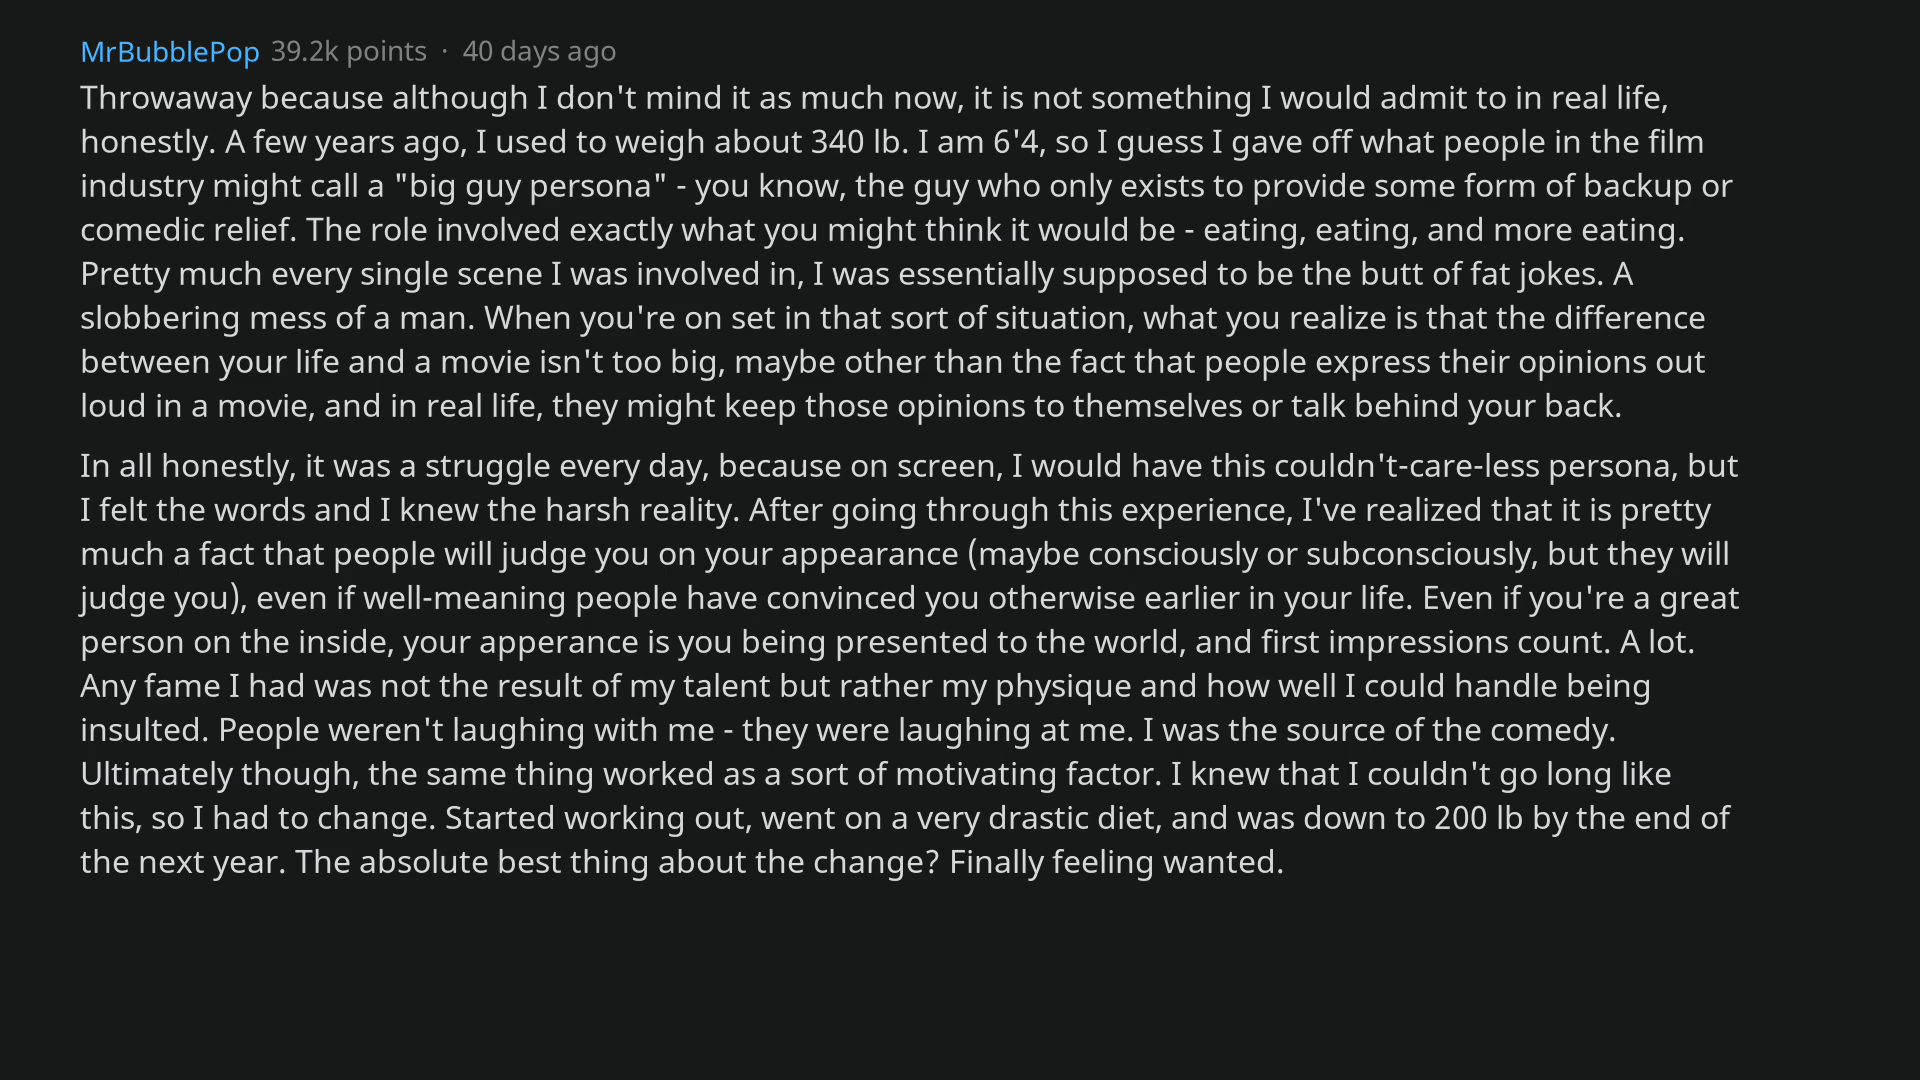 MrBubblePop 39.2k points · 40 days ago
Throwaway because although I don't mind it as much now, it is not something I would admit to in real life,
honestly. A few years ago, I used to weigh about 340 lb. I am 6'4, so I guess I gave off what people in the film
industry might call a "big guy persona" - you know, the guy who only exists to provide some form of backup or
comedic relief. The role involved exactly what you might think it would be - eating, eating, and more eating.
Pretty much every single scene I was involved in, I was essentially supposed to be the butt of fat jokes. A
slobbering mess of a man. When you're on set in that sort of situation, what you realize is that the difference
between your life and a movie isn't too big, maybe other than the fact that people express their opinions out
loud in a movie, and in real life, they might keep those opinions to themselves or talk behind your back.
In all honestly, it was a struggle every day, because on screen, I would have this couldn't-care-less persona, but
I felt the words and I knew the harsh reality. After going through this experience, I've realized that it is pretty
much a fact that people will judge you on your appearance (maybe consciously or subconsciously, but they will
judge you), even if well-meaning people have convinced you otherwise earlier in your life. Even if you're a great
person on the inside, your apperance is you being presented to the world, and first impressions count. A lot.
Any fame I had was not the result of my talent but rather my physique and how well I could handle being
insulted. People weren't laughing with me - they were laughing at me. I was the source of the comedy.
Ultimately though, the same thing worked as a sort of motivating factor. I knew that I couldn't go long like
this, so I had to change. Started working out, went on a very drastic diet, and was down to 200 lb by the end of
the next year. The absolute best thing about the change? Finally feeling wanted.